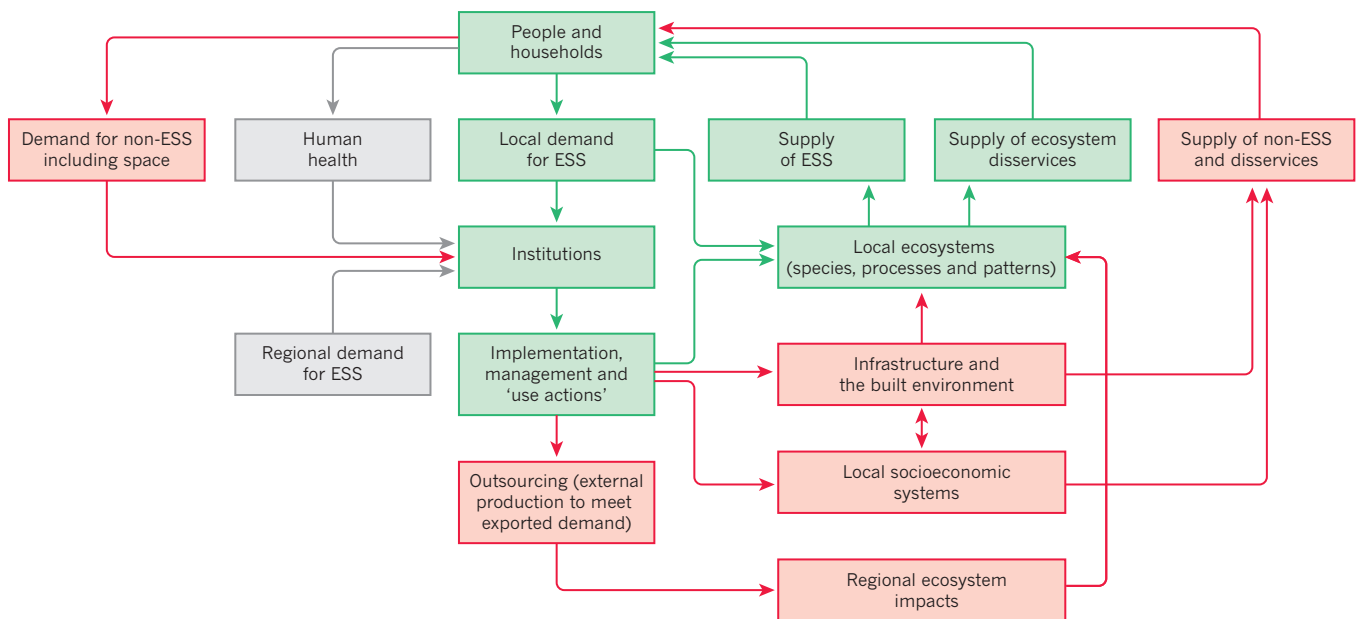 People and
households
Demand for non-ESS
including space
Human
health
Local demand
for ESS
Supply
of ESS
Supply of ecosystem
disservices
Supply of non-ESS
and disservices
Institutions
Local ecosystems
(species, processes and patterns)
Regional demand
for ESS
Implementation,
management and
‘use actions’
Infrastructure and
the built environment
Outsourcing (external
production to meet
exported demand)
Local socioeconomic
systems
Regional ecosystem
impacts